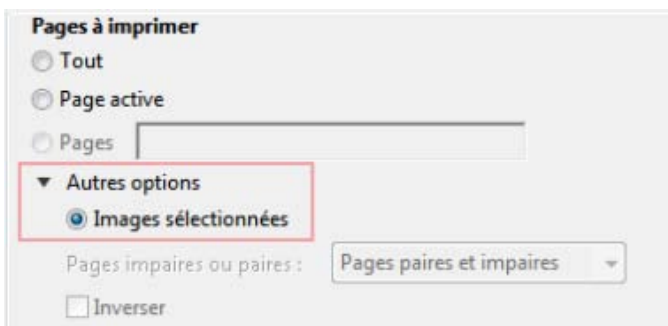 Pages à imprimer
Tout
Page active
Pages
Autres options
Images sélectionnées
Pages impaires ou paires : Pages paires et impaires
Inverser